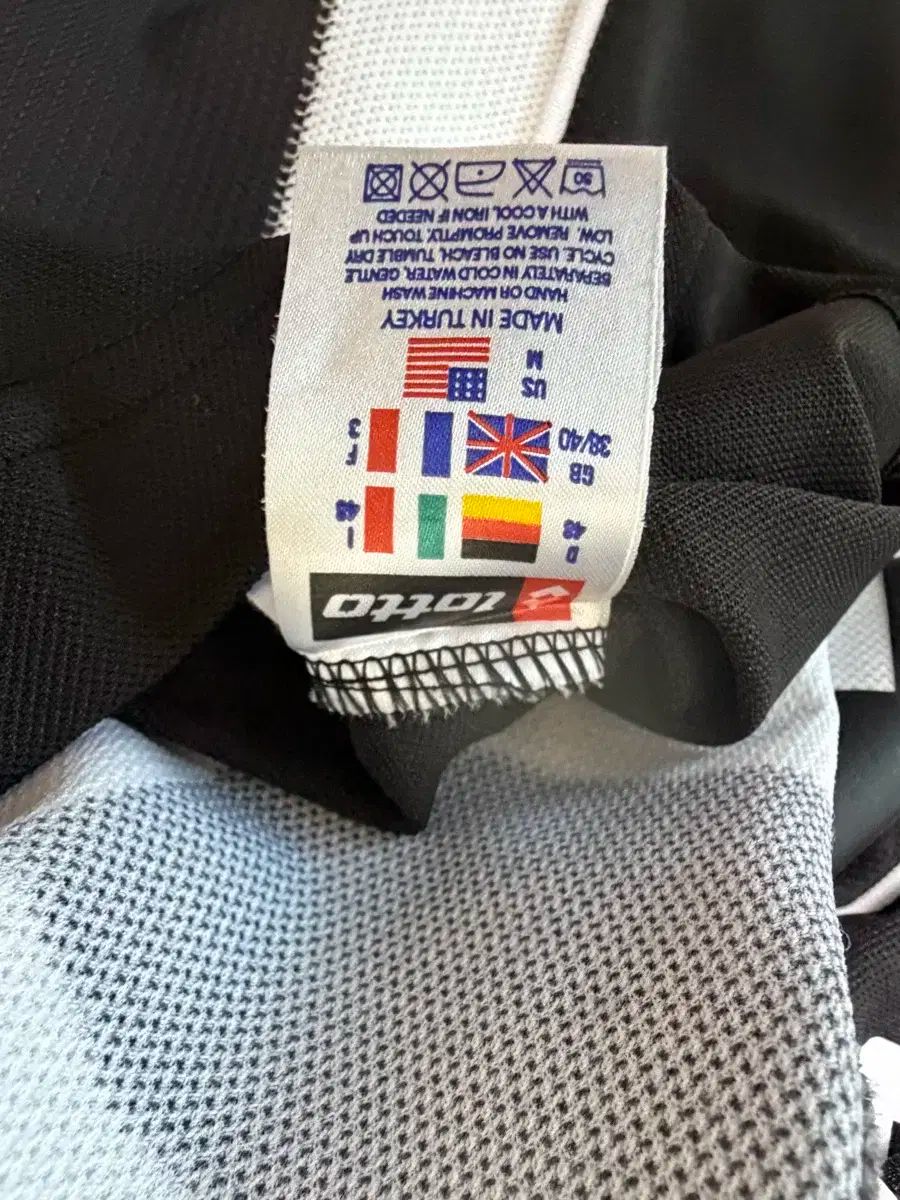 lotto
D
48
I
48
GB
38/40
F
3
US
M
MADE IN TURKEY
HAND OR MACHINE WASH
SEPARATELY IN COLD WATER, GENTLE
CYCLE. USE NO BLEACH, TUMBLE DRY
LOW, REMOVE PROMPTLY. TOUCH UP
WITH A COOL IRON IF NEEDED